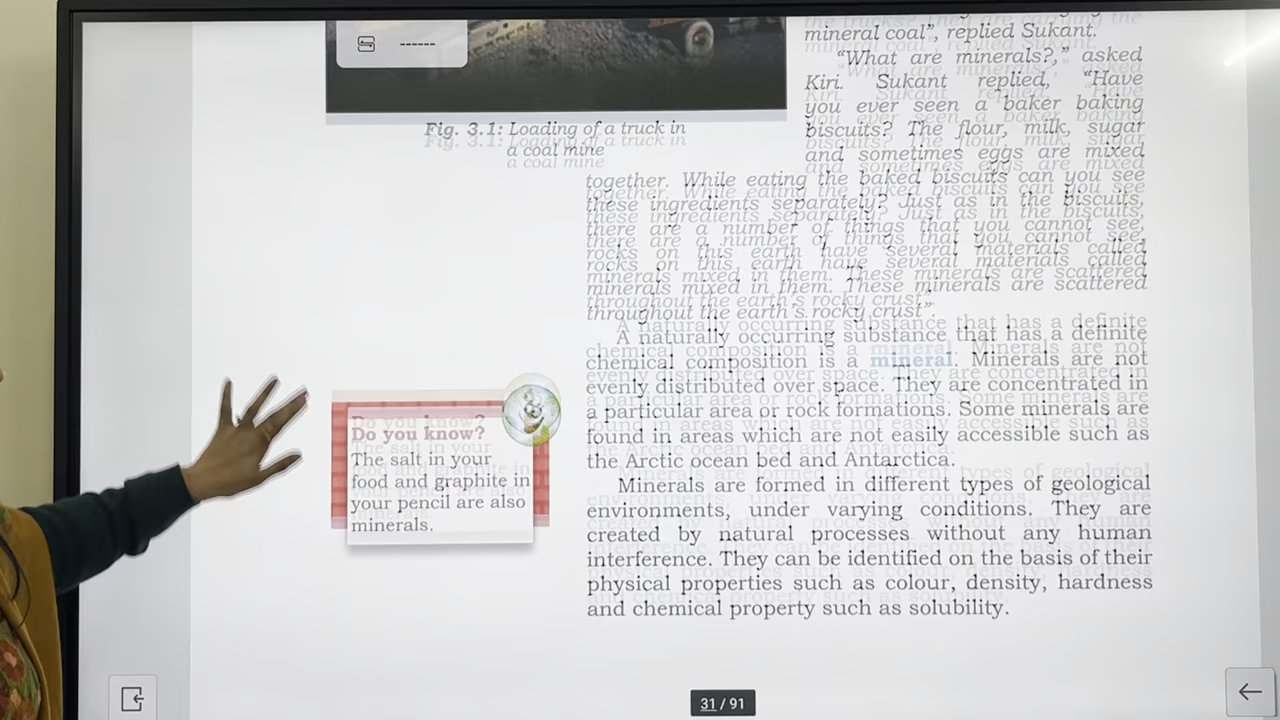 ------
mineral coal”, replied Sukant.
“What are minerals?,” asked
Kiri. Sukant replied, “Have
you ever seen a baker baking
biscuits? The flour, milk, sugar
and sometimes eggs are mixed
together. While eating the baked biscuits can you see
these ingredients separately? Just as in the biscuits,
there are a number of things that you cannot see,
rocks on this earth have several materials called
minerals mixed in them. These minerals are scattered
throughout the earth’s rocky crust”.
Fig. 3.1: Loading of a truck in
a coal mine
A naturally occurring substance that has a definite
chemical composition is a mineral. Minerals are not
evenly distributed over space. They are concentrated in
a particular area or rock formations. Some minerals are
found in areas which are not easily accessible such as
the Arctic ocean bed and Antarctica.
Minerals are formed in different types of geological
environments, under varying conditions. They are
created by natural processes without any human
interference. They can be identified on the basis of their
physical properties such as colour, density, hardness
and chemical property such as solubility.
Do you know?
The salt in your
food and graphite in
your pencil are also
minerals.
31 / 91